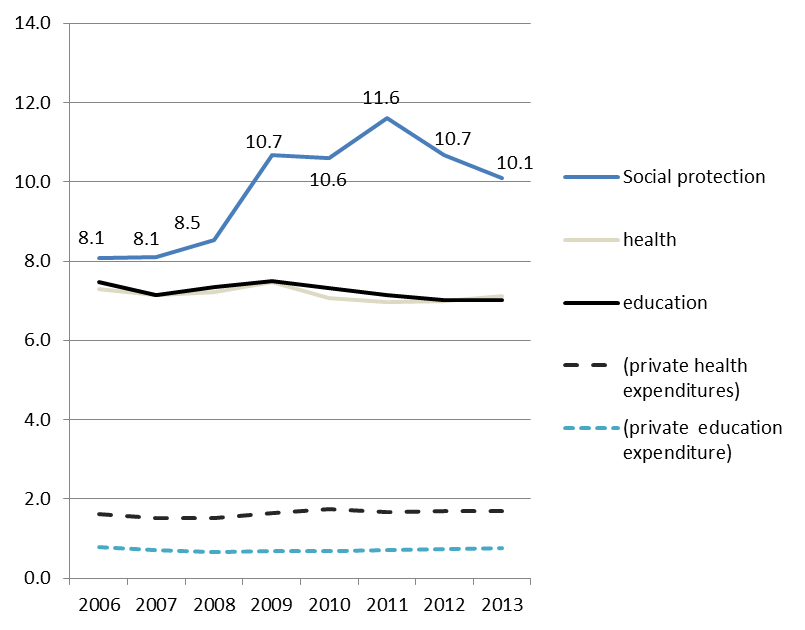 14.0
12.0
10.0
8.0
6.0
4.0
2.0
0.0
8.1
8.1
8.5
10.7
10.6
11.6
10.7
10.1
2006 2007 2008 2009 2010 2011 2012 2013
Social protection
health
education
(private health
expenditures)
(private education
expenditure)